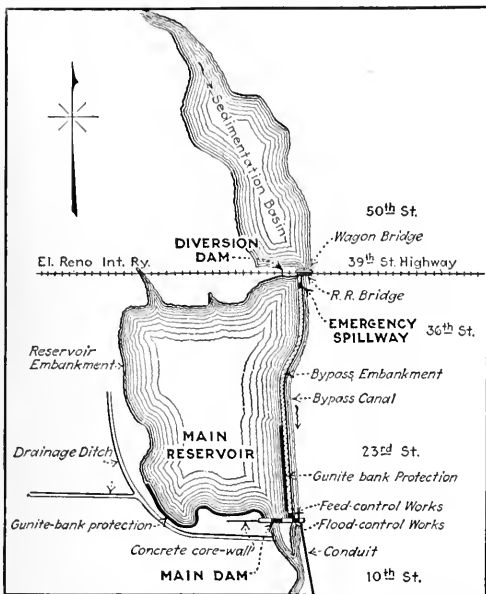 Sedimentation Basin
50th St.
Wagon Bridge
DIVERSION
DAM
El. Reno Int. Ry.
39th St. Highway
R.R. Bridge
EMERGENCY
SPILLWAY
36th St.
Reservoir
Embankment
Bypass Embankment
Bypass Canal
MAIN
RESERVOIR
23rd St.
Drainage Ditch
Gunite bank Protection
Feed-control Works
Gunite-bank protection
Flood-control Works
Concrete core-wall
Conduit
MAIN DAM
10th St.